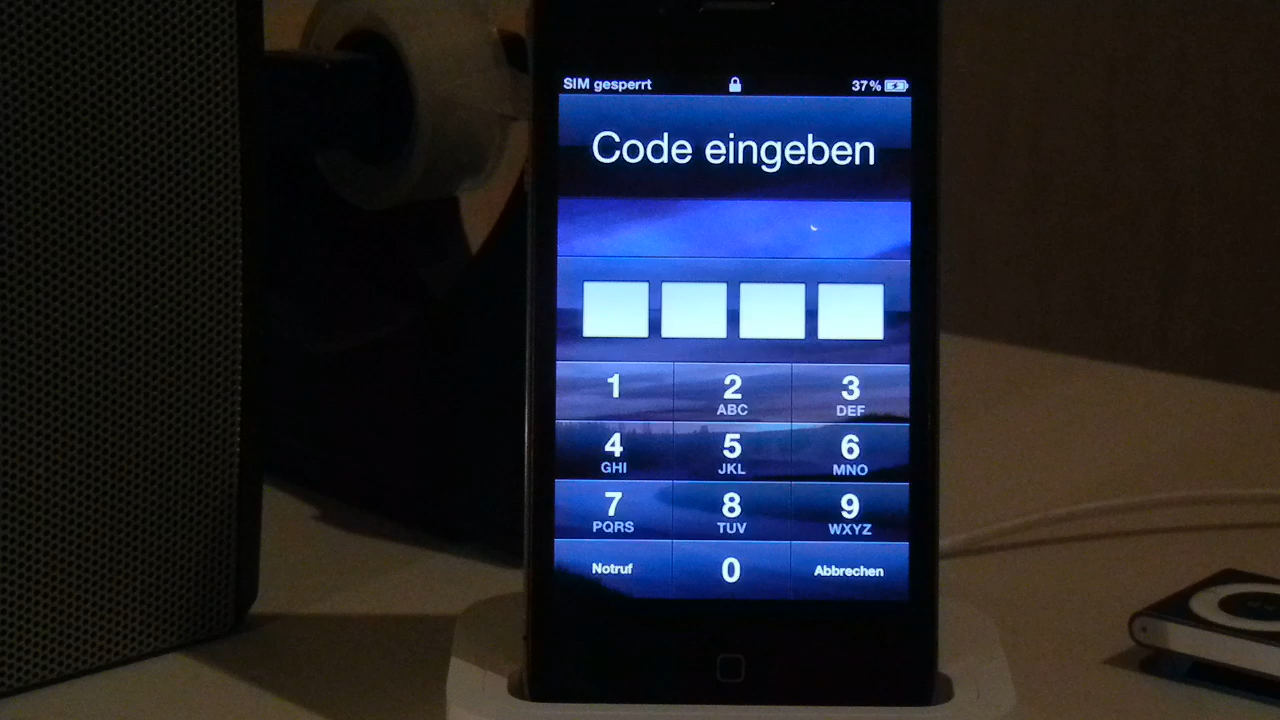 SIM gesperrt 37%
Code eingeben
1 2 3
ABC DEF
4 5 6
GHI JKL MNO
7 8 9
PQRS TUV WXYZ
Notruf 0 Abbrechen